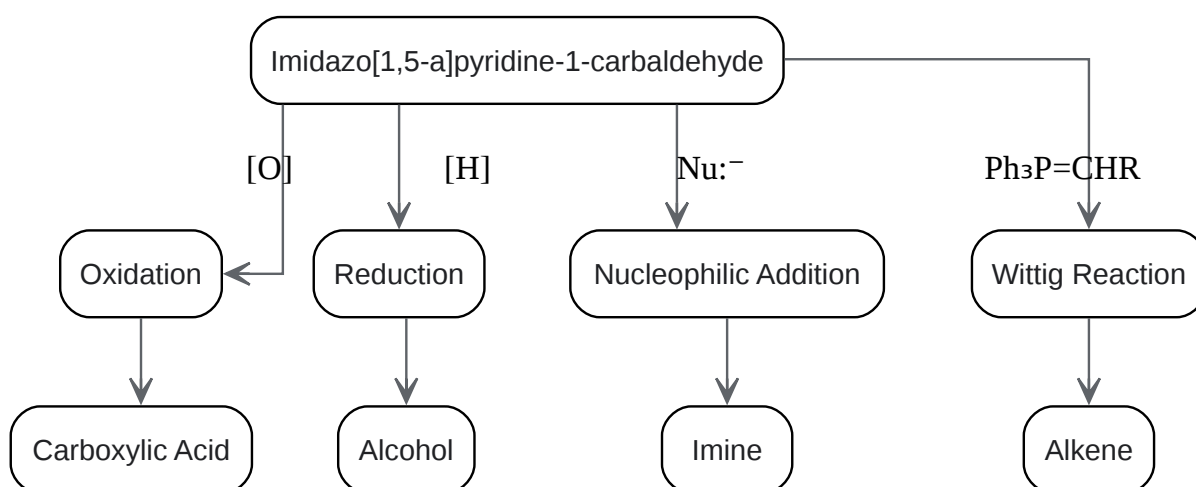 Imidazo[1,5-a]pyridine-1-carbaldehyde
[O]
[H]
Nu:⁻
Ph₃P=CHR
Oxidation
Reduction
Nucleophilic Addition
Wittig Reaction
Carboxylic Acid
Alcohol
Imine
Alkene